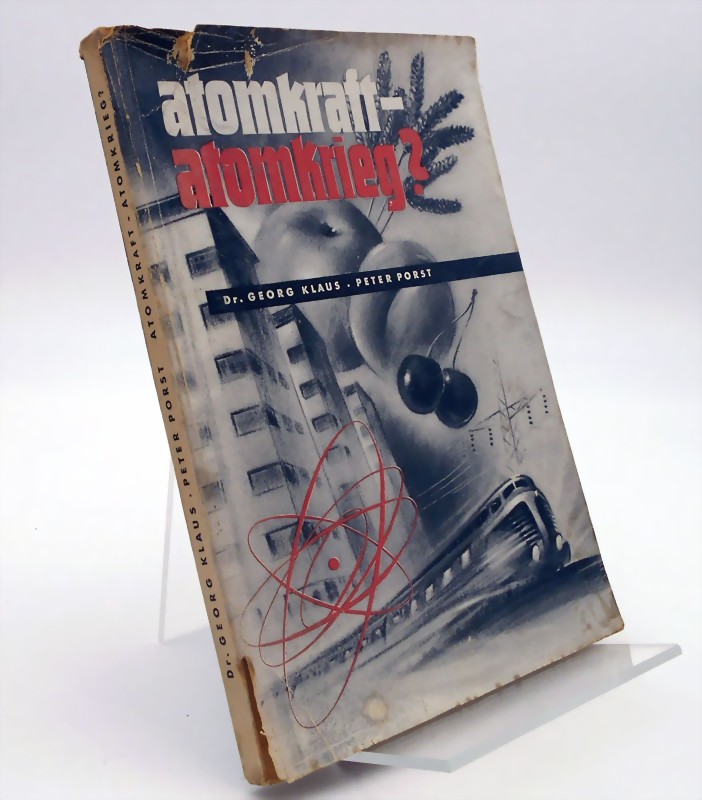 atomkraft-
atomkrieg?
Dr. GEORG KLAUS · PETER PORST
Dr. GEORG KLAUS · PETER PORST ATOMKRAFT - ATOMKRIEG?